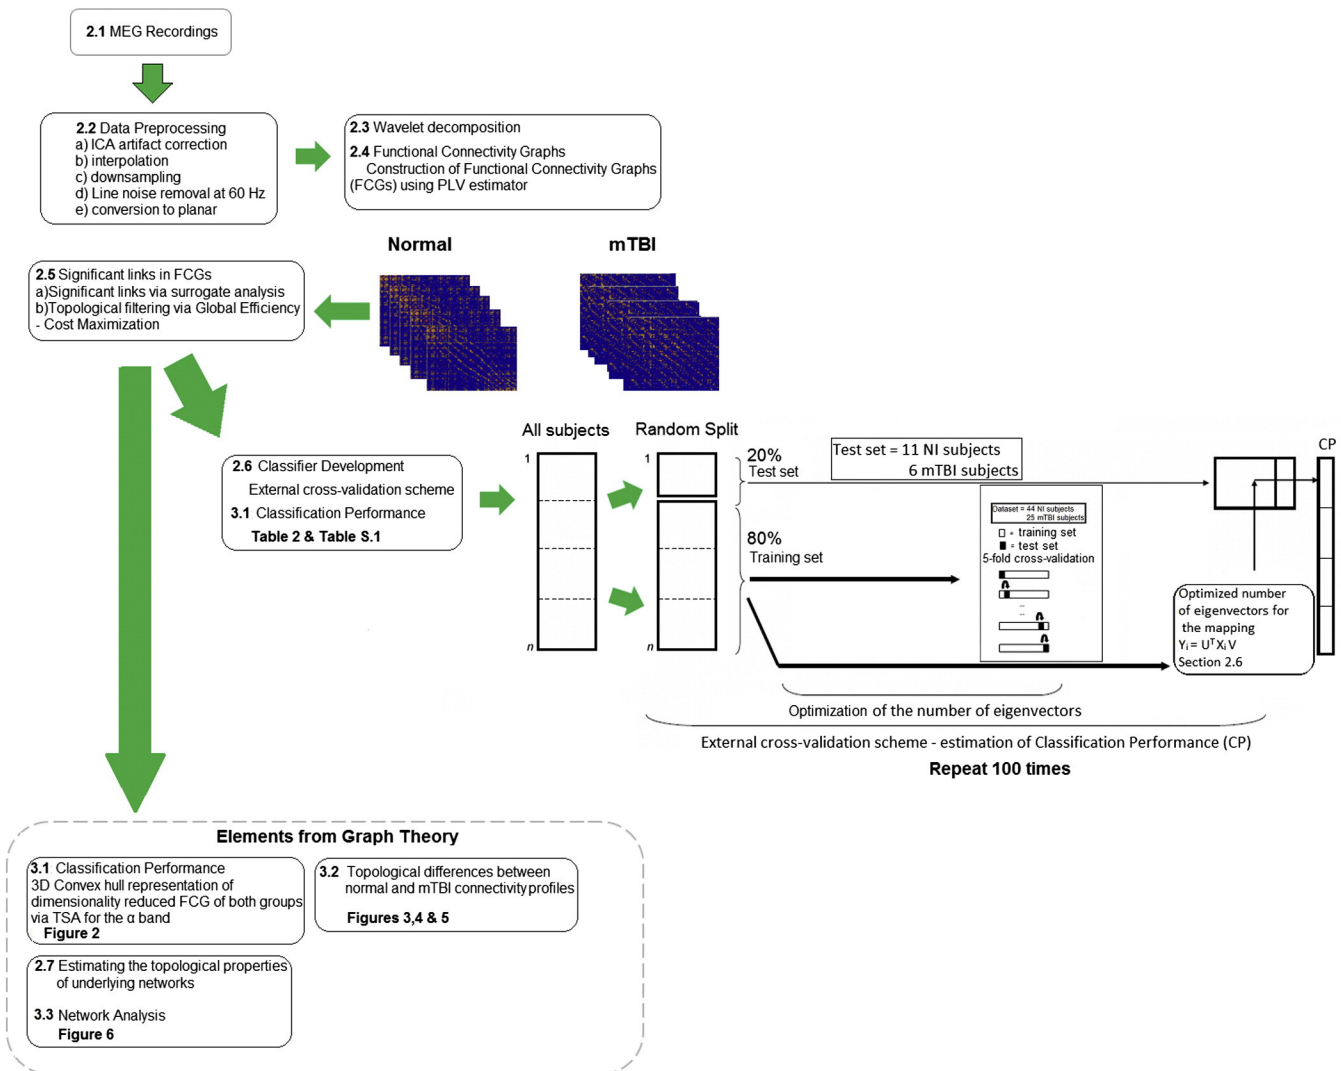 2.1 MEG Recordings
2.2 Data Preprocessing
a) ICA artifact correction
b) interpolation
c) downsampling
d) Line noise removal at 60 Hz
e) conversion to planar
2.3 Wavelet decomposition
2.4 Functional Connectivity Graphs
Construction of Functional Connectivity Graphs
(FCGs) using PLV estimator
Normal
mTBI
2.5 Significant links in FCGs
a)Significant links via surrogate analysis
b)Topological filtering via Global Efficiency
- Cost Maximization
2.6 Classifier Development
External cross-validation scheme
3.1 Classification Performance
Table 2 & Table S.1
All subjects
1
n
Random Split
1
n
20%
Test set
80%
Training set
Test set = 11 NI subjects
6 mTBI subjects
Dataset = 44 NI subjects
25 mTBI subjects
= training set
= test set
5-fold cross-validation
...
...
CP
Optimized number
of eigenvectors for
the mapping
Yᵢ = UᵀXᵢV
Section 2.6
Optimization of the number of eigenvectors
External cross-validation scheme - estimation of Classification Performance (CP)
Repeat 100 times
Elements from Graph Theory
3.1 Classification Performance
3D Convex hull representation of
dimensionality reduced FCG of both groups
via TSA for the α band
Figure 2
3.2 Topological differences between
normal and mTBI connectivity profiles
Figures 3,4 & 5
2.7 Estimating the topological properties
of underlying networks
3.3 Network Analysis
Figure 6